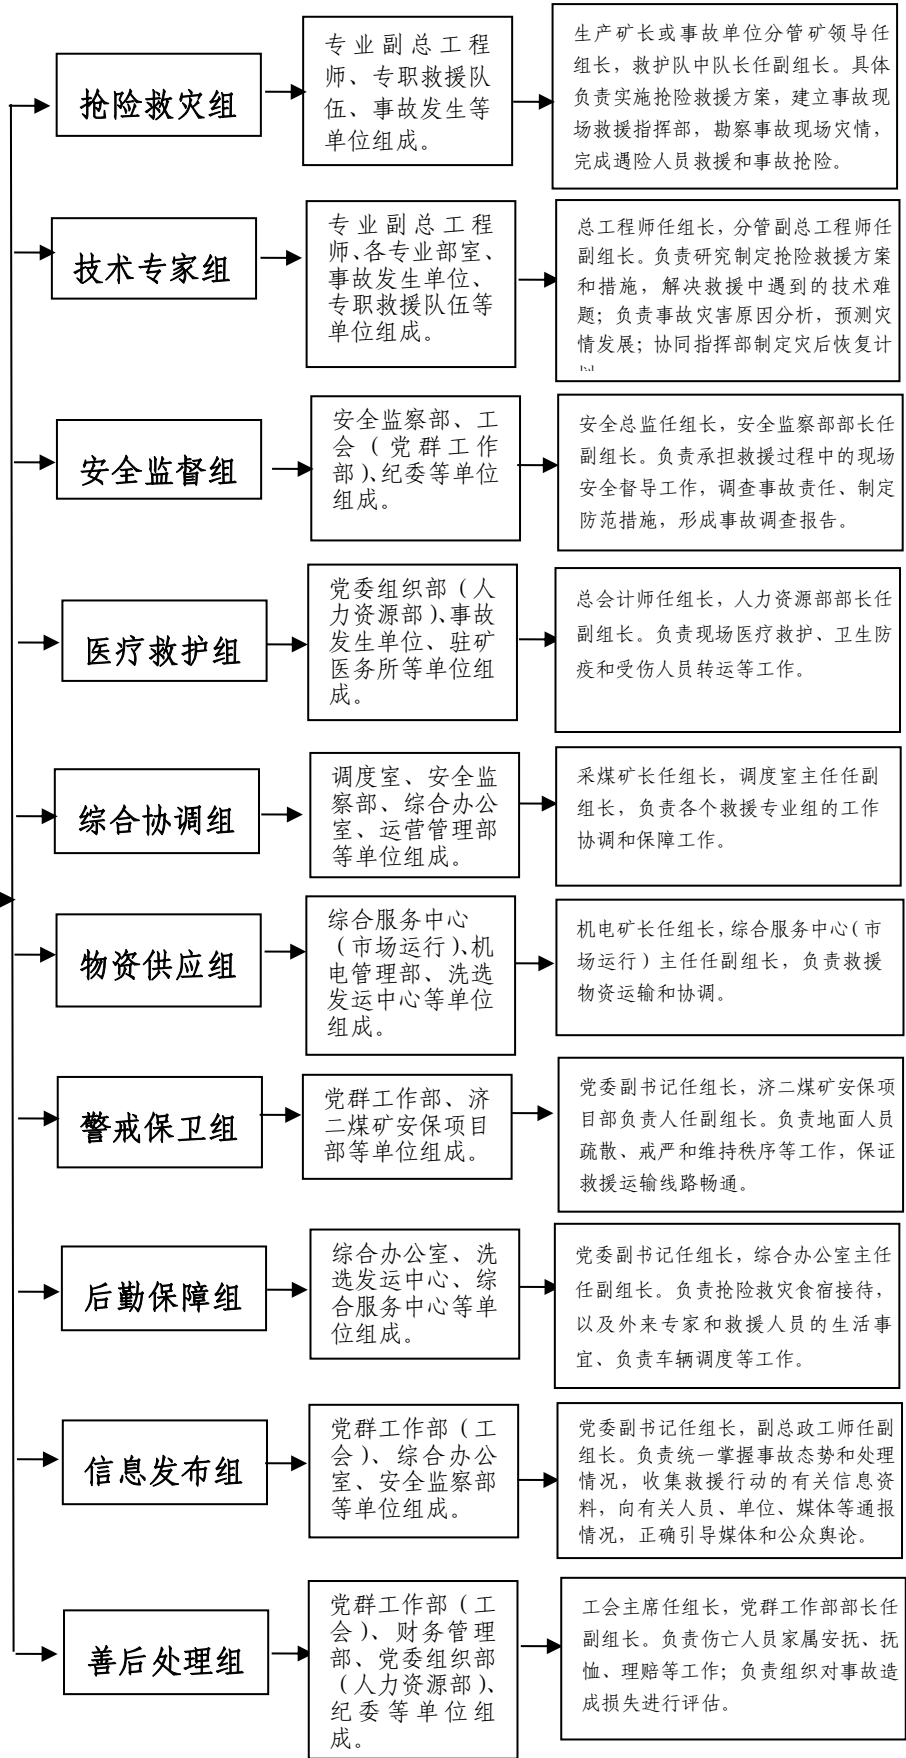 抢险救灾组
专业副总工程
师、专职救援队
伍、事故发生等
单位组成。
生产矿长或事故单位分管矿领导任
组长，救护队中队长任副组长。具体
负责实施抢险救援方案，建立事故现
场救援指挥部，勘察事故现场灾情，
完成遇险人员救援和事故抢险。
技术专家组
专业副总工程
师、各专业部室、
事故发生单位、
专职救援队伍等
单位组成。
总工程师任组长，分管副总工程师任
副组长。负责研究制定抢险救援方案
和措施，解决救援中遇到的技术难
题；负责事故灾害原因分析，预测灾
情发展；协同指挥部制定灾后恢复计
安全监督组
安全监察部、工
会（党群工作
部）、纪委等单位
组成。
安全总监任组长，安全监察部部长任
副组长。负责承担救援过程中的现场
安全督导工作，调查事故责任、制定
防范措施，形成事故调查报告。
医疗救护组
党委组织部（人
力资源部）、事故
发生单位、驻矿
医务所等单位组
成。
总会计师任组长，人力资源部部长任
副组长。负责现场医疗救护、卫生防
疫和受伤人员转运等工作。
综合协调组
调度室、安全监
察部、综合办公
室、运营管理部
等单位组成。
采煤矿长任组长，调度室主任任副
组长，负责各个救援专业组的工作
协调和保障工作。
物资供应组
综合服务中心
（市场运行）、机
电管理部、洗选
发运中心等单位
组成。
机电矿长任组长，综合服务中心（市
场运行）主任任副组长，负责救援
物资运输和协调。
警戒保卫组
党群工作部、济
二煤矿安保项目
部等单位组成。
党委副书记任组长，济二煤矿安保项
目部负责人任副组长。负责地面人员
疏散、戒严和维持秩序等工作，保证
救援运输线路畅通。
后勤保障组
综合办公室、洗
选发运中心、综
合服务中心等单
位组成。
党委副书记任组长，综合办公室主任
任副组长。负责抢险救灾食宿接待，
以及外来专家和救援人员的生活事
宜、负责车辆调度等工作。
信息发布组
党群工作部（工
会）、综合办公
室、安全监察部
等单位组成。
党委副书记任组长，副总政工师任副
组长。负责统一掌握事故态势和处理
情况，收集救援行动的有关信息资
料，向有关人员、单位、媒体等通报
情况，正确引导媒体和公众舆论。
善后处理组
党群工作部（工
会）、财务管理
部、党委组织部
（人力资源部）、
纪委等单位组
成。
工会主席任组长，党群工作部部长任
副组长。负责伤亡人员家属安抚、抚
恤、理赔等工作；负责组织对事故造
成损失进行评估。